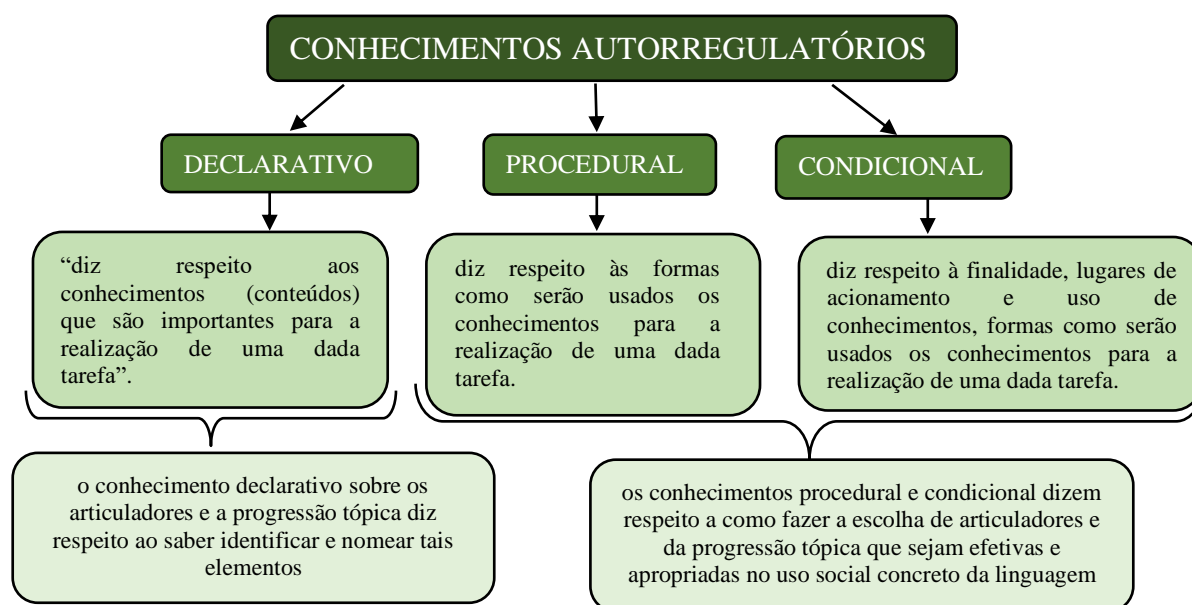 CONHECIMENTOS AUTORREGULATÓRIOS
DECLARATIVO
PROCEDURAL
CONDICIONAL
“diz respeito aos
conhecimentos (conteúdos)
que são importantes para a
realização de uma dada
tarefa”.
diz respeito às formas
como serão usados os
conhecimentos para a
realização de uma dada
tarefa.
diz respeito à finalidade, lugares de
acionamento e uso de
conhecimentos, formas como serão
usados os conhecimentos para a
realização de uma dada tarefa.
o conhecimento declarativo sobre os
articuladores e a progressão tópica diz
respeito ao saber identificar e nomear tais
elementos
os conhecimentos procedural e condicional dizem
respeito a como fazer a escolha de articuladores e
da progressão tópica que sejam efetivas e
apropriadas no uso social concreto da linguagem